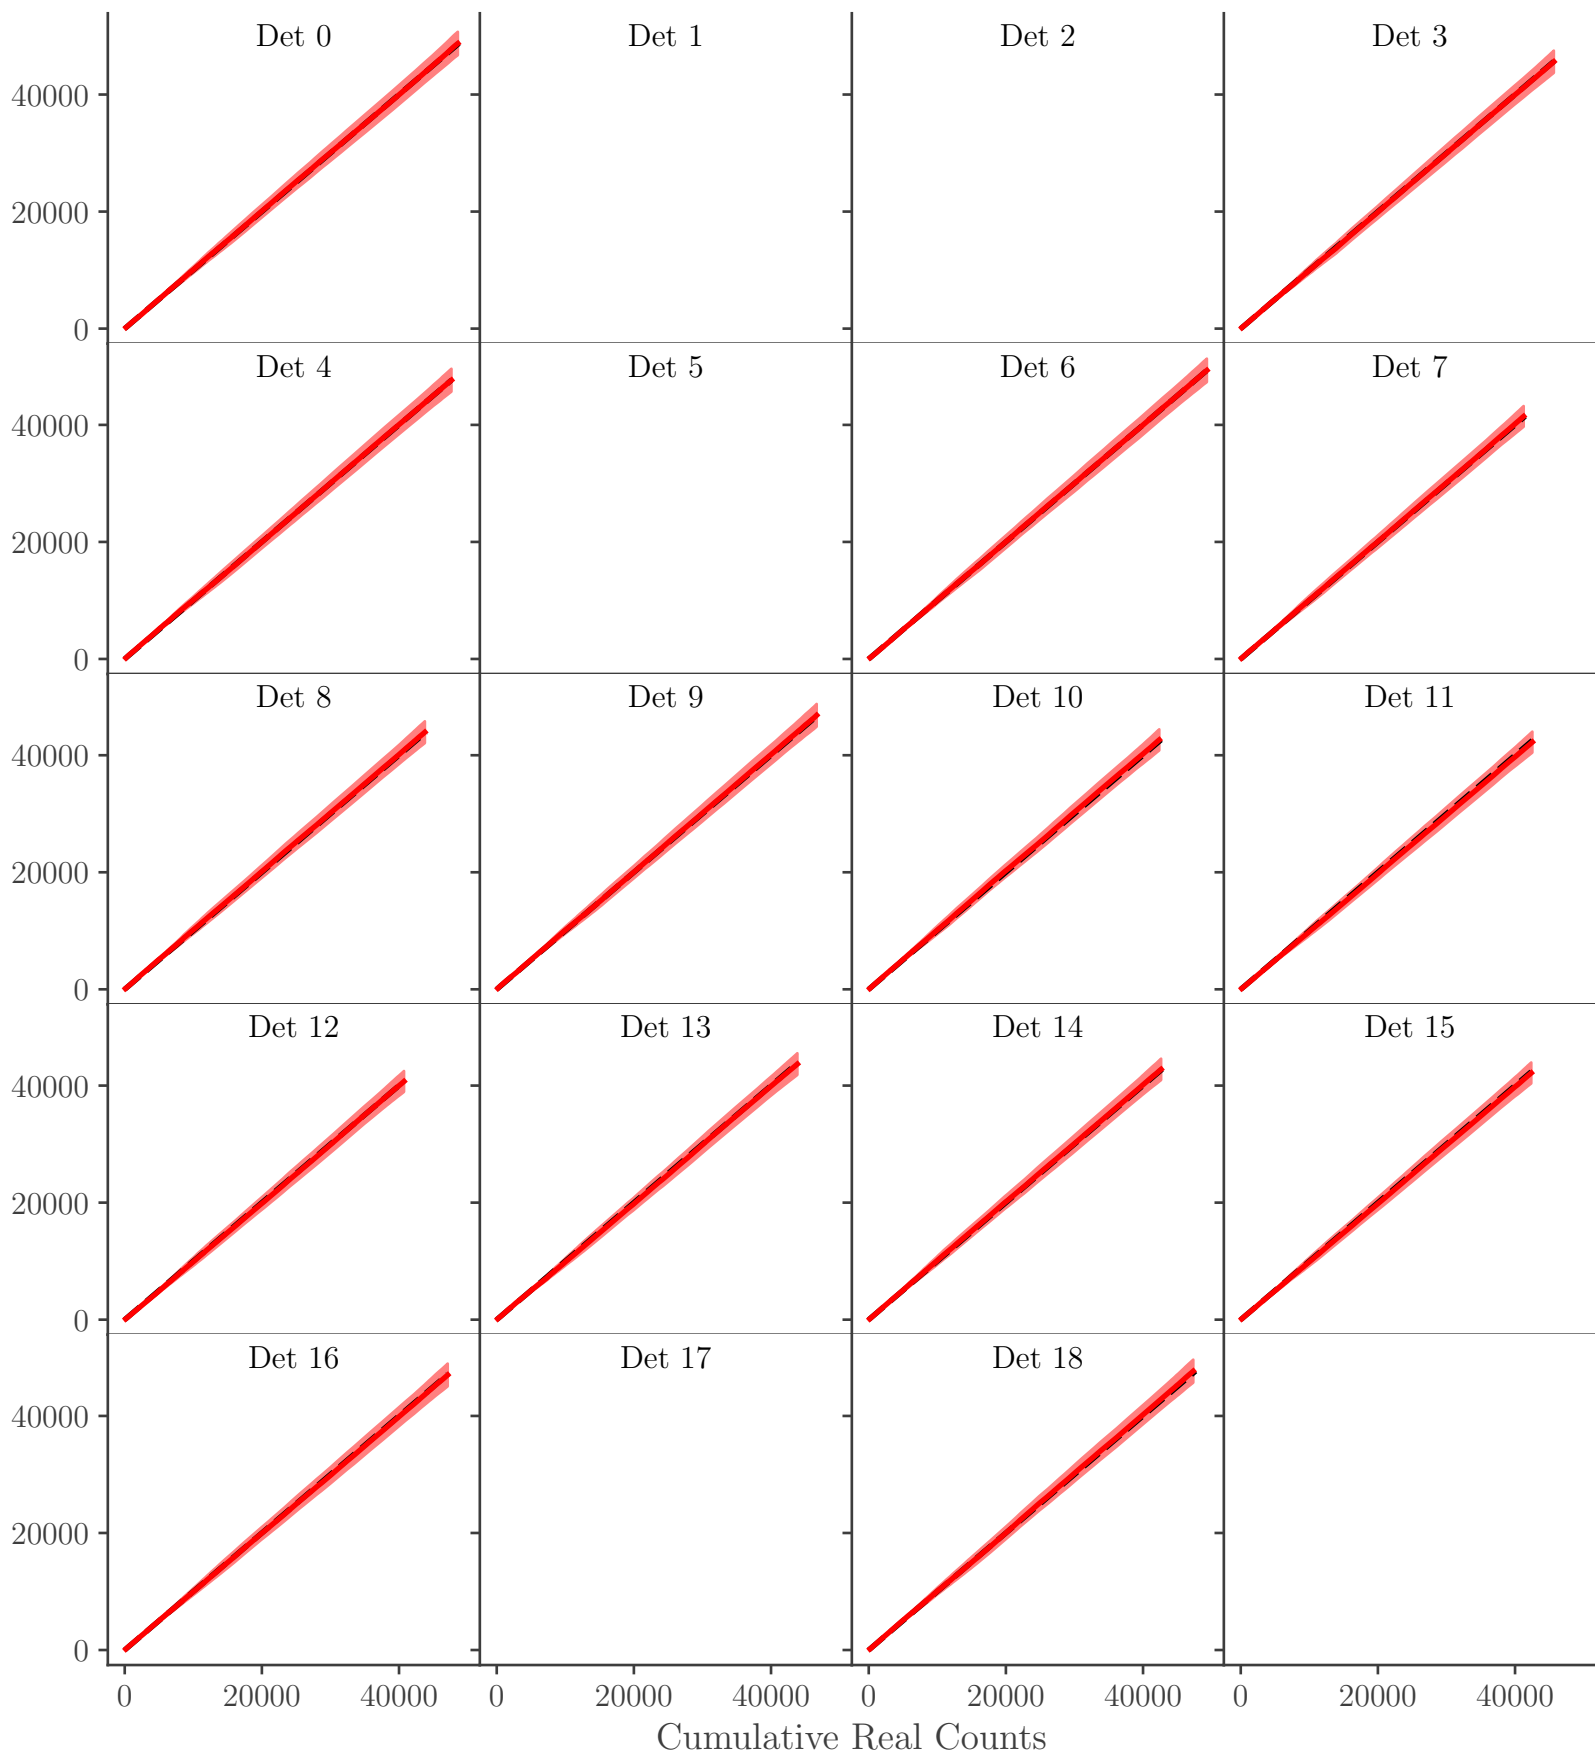 Det 0 Det 1 Det 2 Det 3
40000
20000
0
Det 4 Det 5 Det 6 Det 7
40000
20000
0
Det 8 Det 9 Det 10 Det 11
40000
20000
0
Det 12 Det 13 Det 14 Det 15
40000
20000
0
Det 16 Det 17 Det 18
40000
20000
0
0 20000 40000 0 20000 40000 0 20000 40000 0 20000 40000
Cumulative Real Counts